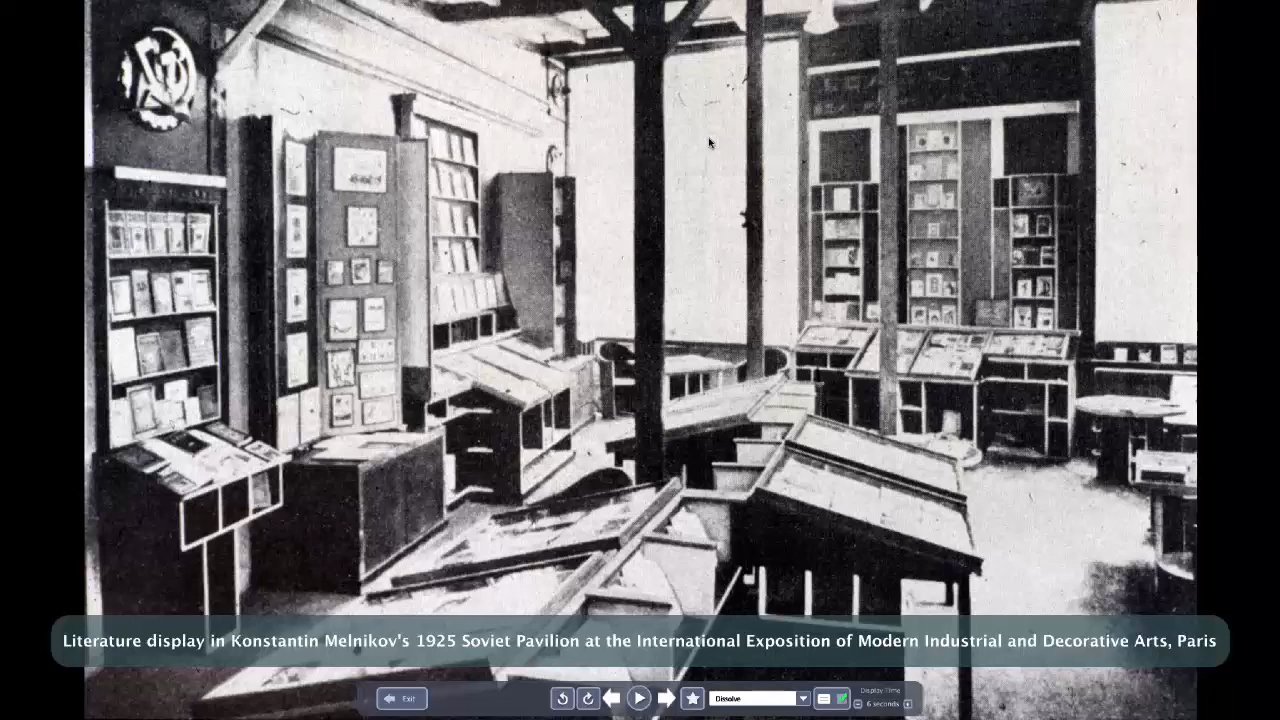 Literature display in Konstantin Melnikov's 1925 Soviet Pavilion at the International Exposition of Modern Industrial and Decorative Arts, Paris
Exit
Dissolve
Display Time
6 seconds